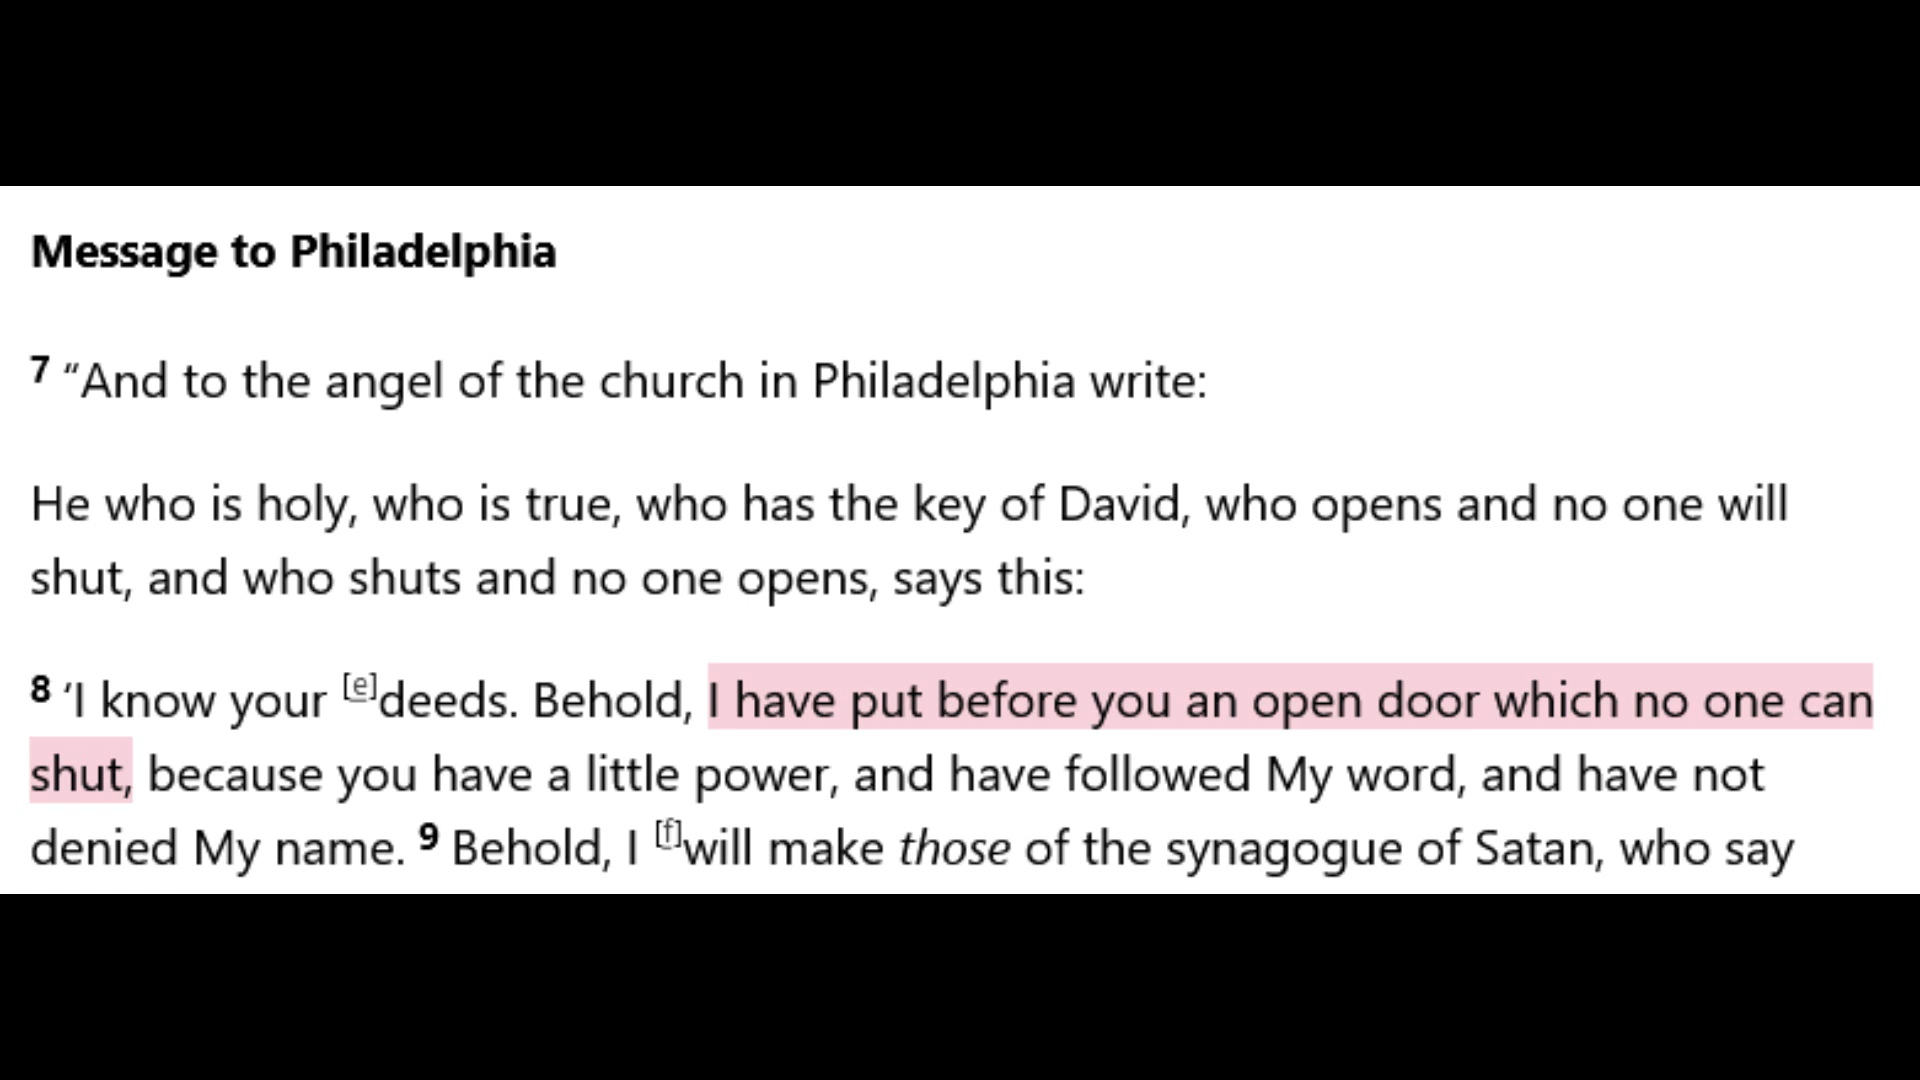 Message to Philadelphia
7 “And to the angel of the church in Philadelphia write:
He who is holy, who is true, who has the key of David, who opens and no one will
shut, and who shuts and no one opens, says this:
8 ‘I know your [e]deeds. Behold, I have put before you an open door which no one can
shut, because you have a little power, and have followed My word, and have not
denied My name. 9 Behold, I [f]will make those of the synagogue of Satan, who say